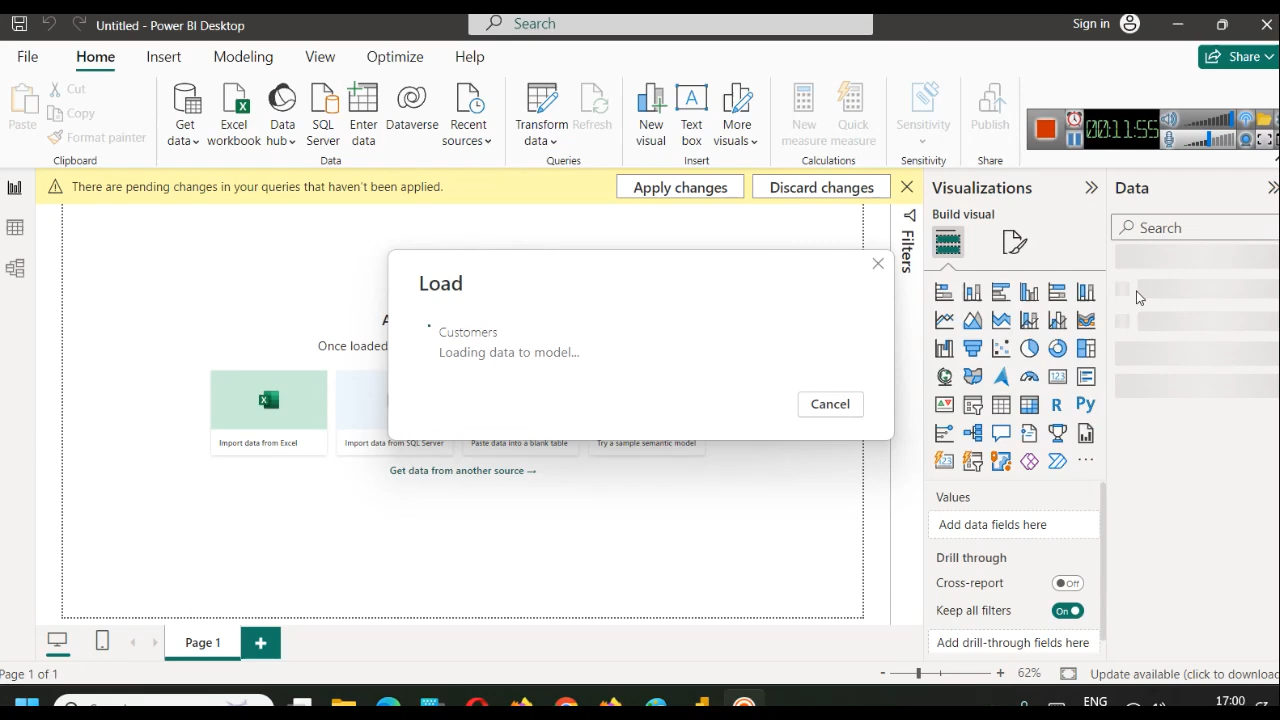 Untitled - Power BI Desktop
Search
Sign in
File
Home
Insert
Modeling
View
Optimize
Help
Share
Paste
Cut
Copy
Format painter
Clipboard
Get data
Excel workbook
Data hub
SQL Server
Enter data
Dataverse
Recent sources
Data
Transform data
Refresh
Queries
New visual
Text box
More visuals
Insert
New measure
Quick measure
Calculations
Sensitivity
Sensitivity
Publish
Share
00:11:55
There are pending changes in your queries that haven't been applied.
Apply changes
Discard changes
Filters
Visualizations
Build visual
Data
Search
Load
Customers
Loading data to model...
Cancel
Once loaded
Import data from Excel
Import data from SQL Server
Paste data into a blank table
Try a sample semantic model
Get data from another source →
R
Py
123
Values
Add data fields here
Drill through
Cross-report
Off
Keep all filters
On
Add drill-through fields here
Page 1
Page 1 of 1
- + 62%
Update available (click to download
ENG
17:00